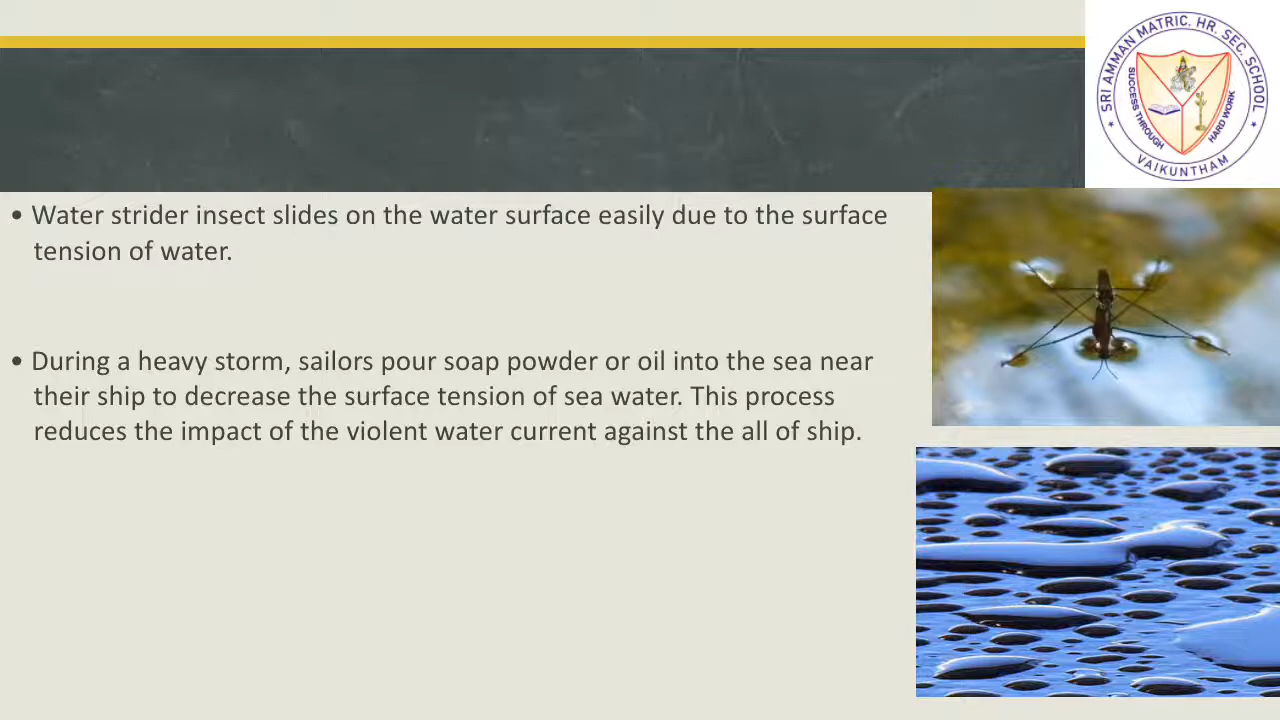 SRI AMMAN MATRIC. HR. SEC. SCHOOL
SUCCESS THROUGH
HARD WORK
VAIKUNTHAM
• Water strider insect slides on the water surface easily due to the surface
tension of water.
• During a heavy storm, sailors pour soap powder or oil into the sea near
their ship to decrease the surface tension of sea water. This process
reduces the impact of the violent water current against the all of ship.